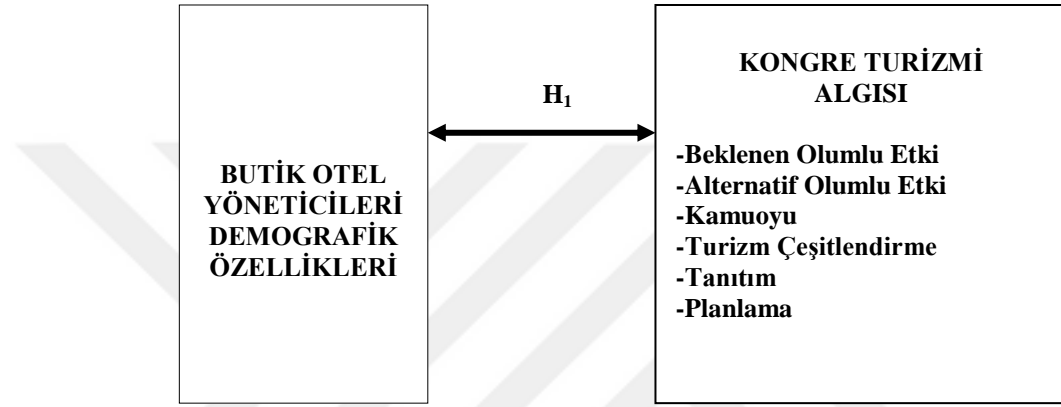 BUTİK OTEL
YÖNETİCİLERİ
DEMOGRAFİK
ÖZELLİKLERİ
H₁
KONGRE TURİZMİ
ALGISI
-Beklenen Olumlu Etki
-Alternatif Olumlu Etki
-Kamuoyu
-Turizm Çeşitlendirme
-Tanıtım
-Planlama